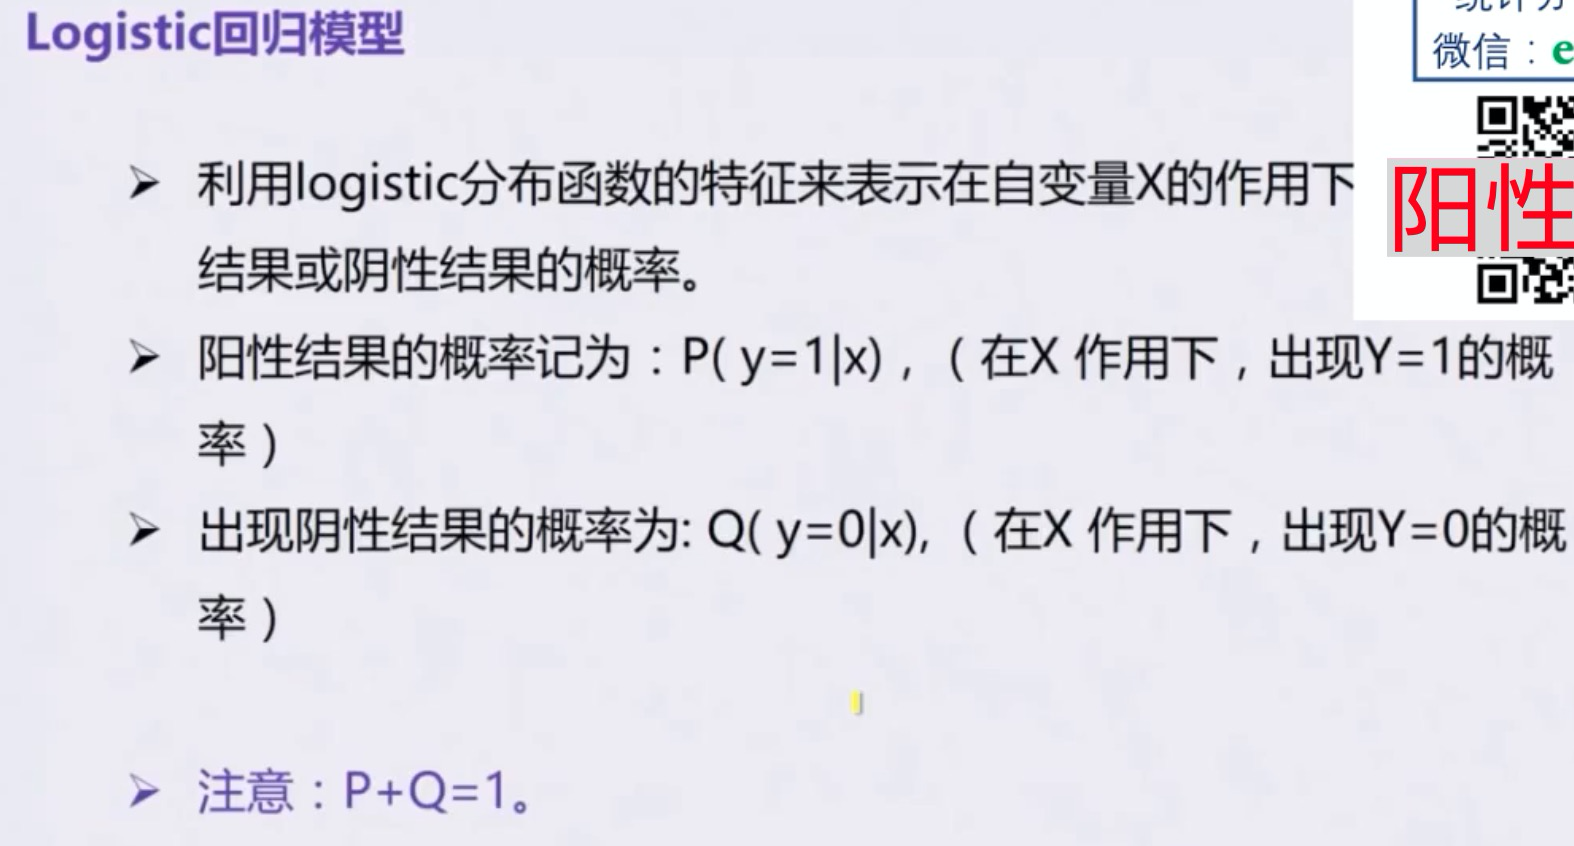 Logistic回归模型
微信：e
利用logistic分布函数的特征来表示在自变量X的作用下
阳性
结果或阴性结果的概率。
阳性结果的概率记为：P( y=1|x)，（在X 作用下，出现Y=1的概
率）
出现阴性结果的概率为: Q( y=0|x),（在X 作用下，出现Y=0的概
率）
注意：P+Q=1。